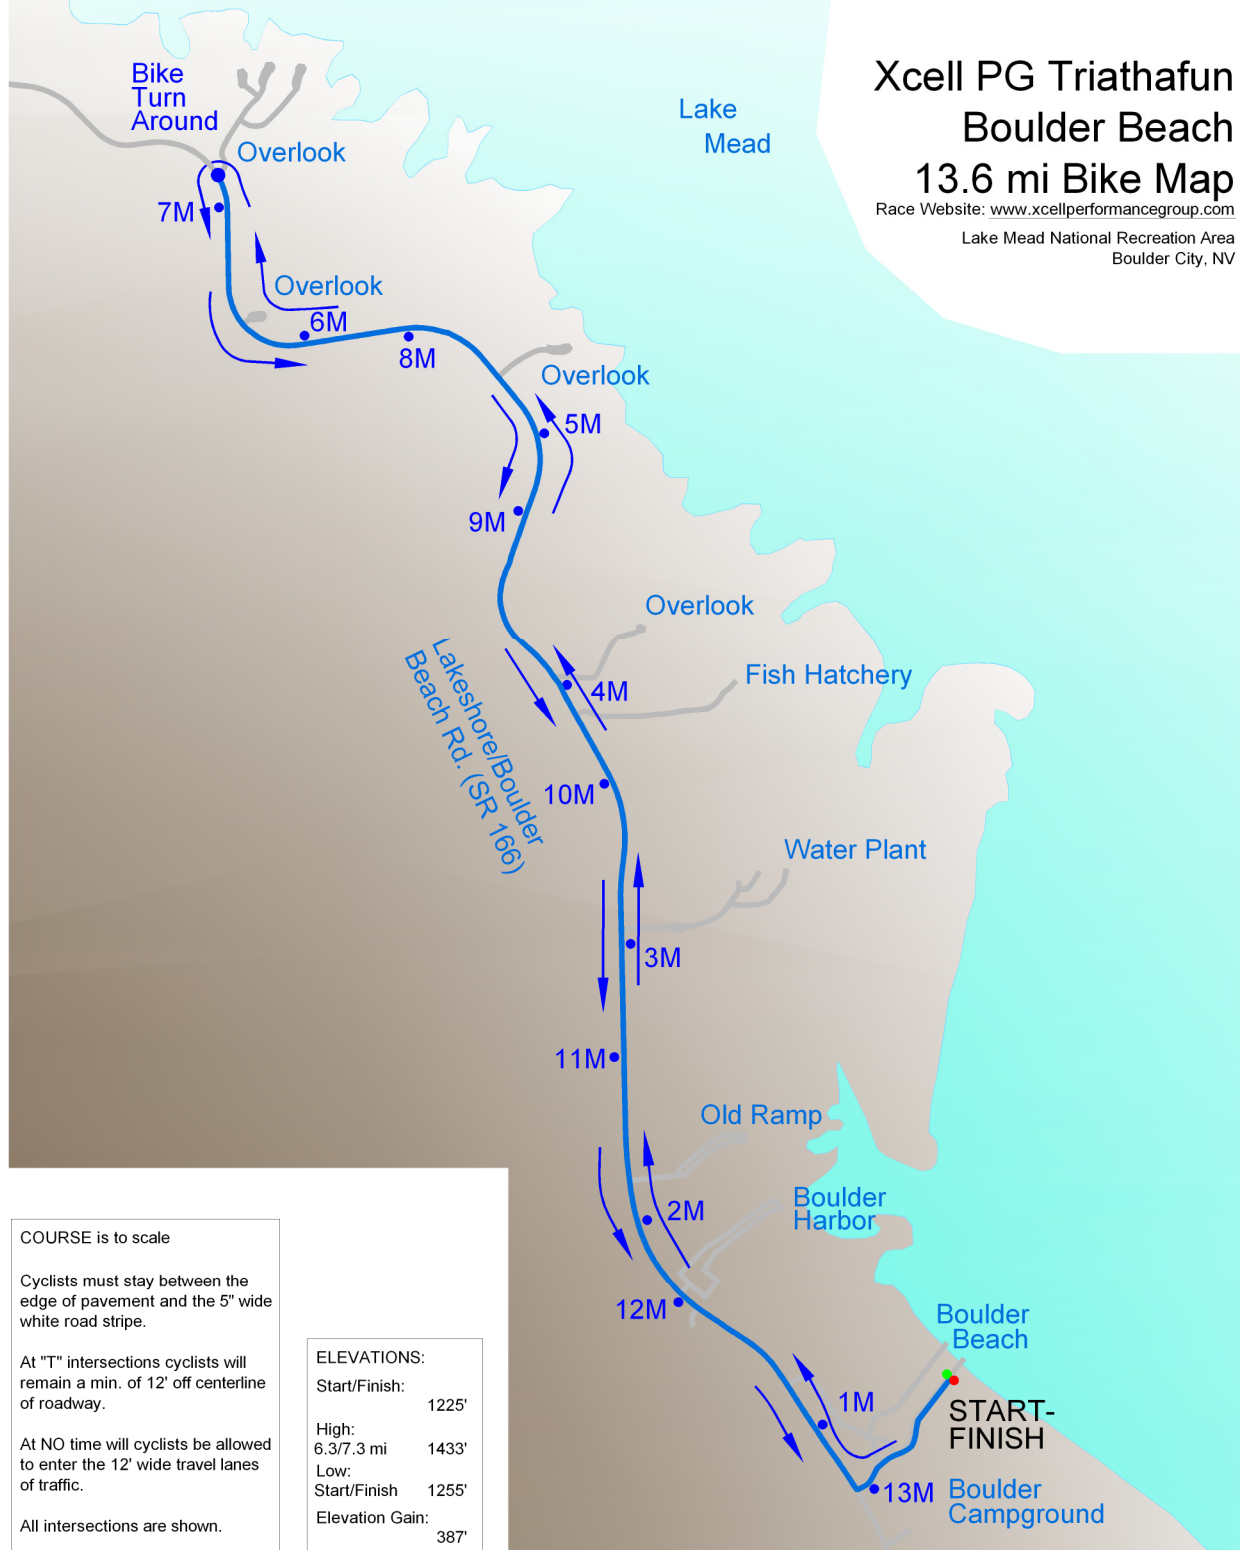 Xcell PG Triathafun
Boulder Beach
13.6 mi Bike Map
Race Website: www.xcellperformancegroup.com
Lake Mead National Recreation Area
Boulder City, NV
Lake
Mead
Bike
Turn
Around
Overlook
7M
Overlook
6M
8M
Overlook
5M
9M
Overlook
Fish Hatchery
4M
Lakeshore/Boulder
Beach Rd. (SR 166)
10M
Water Plant
3M
11M
Old Ramp
Boulder
Harbor
2M
12M
Boulder
Beach
1M
START-
FINISH
13M
Boulder
Campground
COURSE is to scale
Cyclists must stay between the
edge of pavement and the 5" wide
white road stripe.
At "T" intersections cyclists will
remain a min. of 12' off centerline
of roadway.
At NO time will cyclists be allowed
to enter the 12' wide travel lanes
of traffic.
All intersections are shown.
ELEVATIONS:
Start/Finish:
1225'
High:
6.3/7.3 mi 1433'
Low:
Start/Finish 1255'
Elevation Gain:
387'